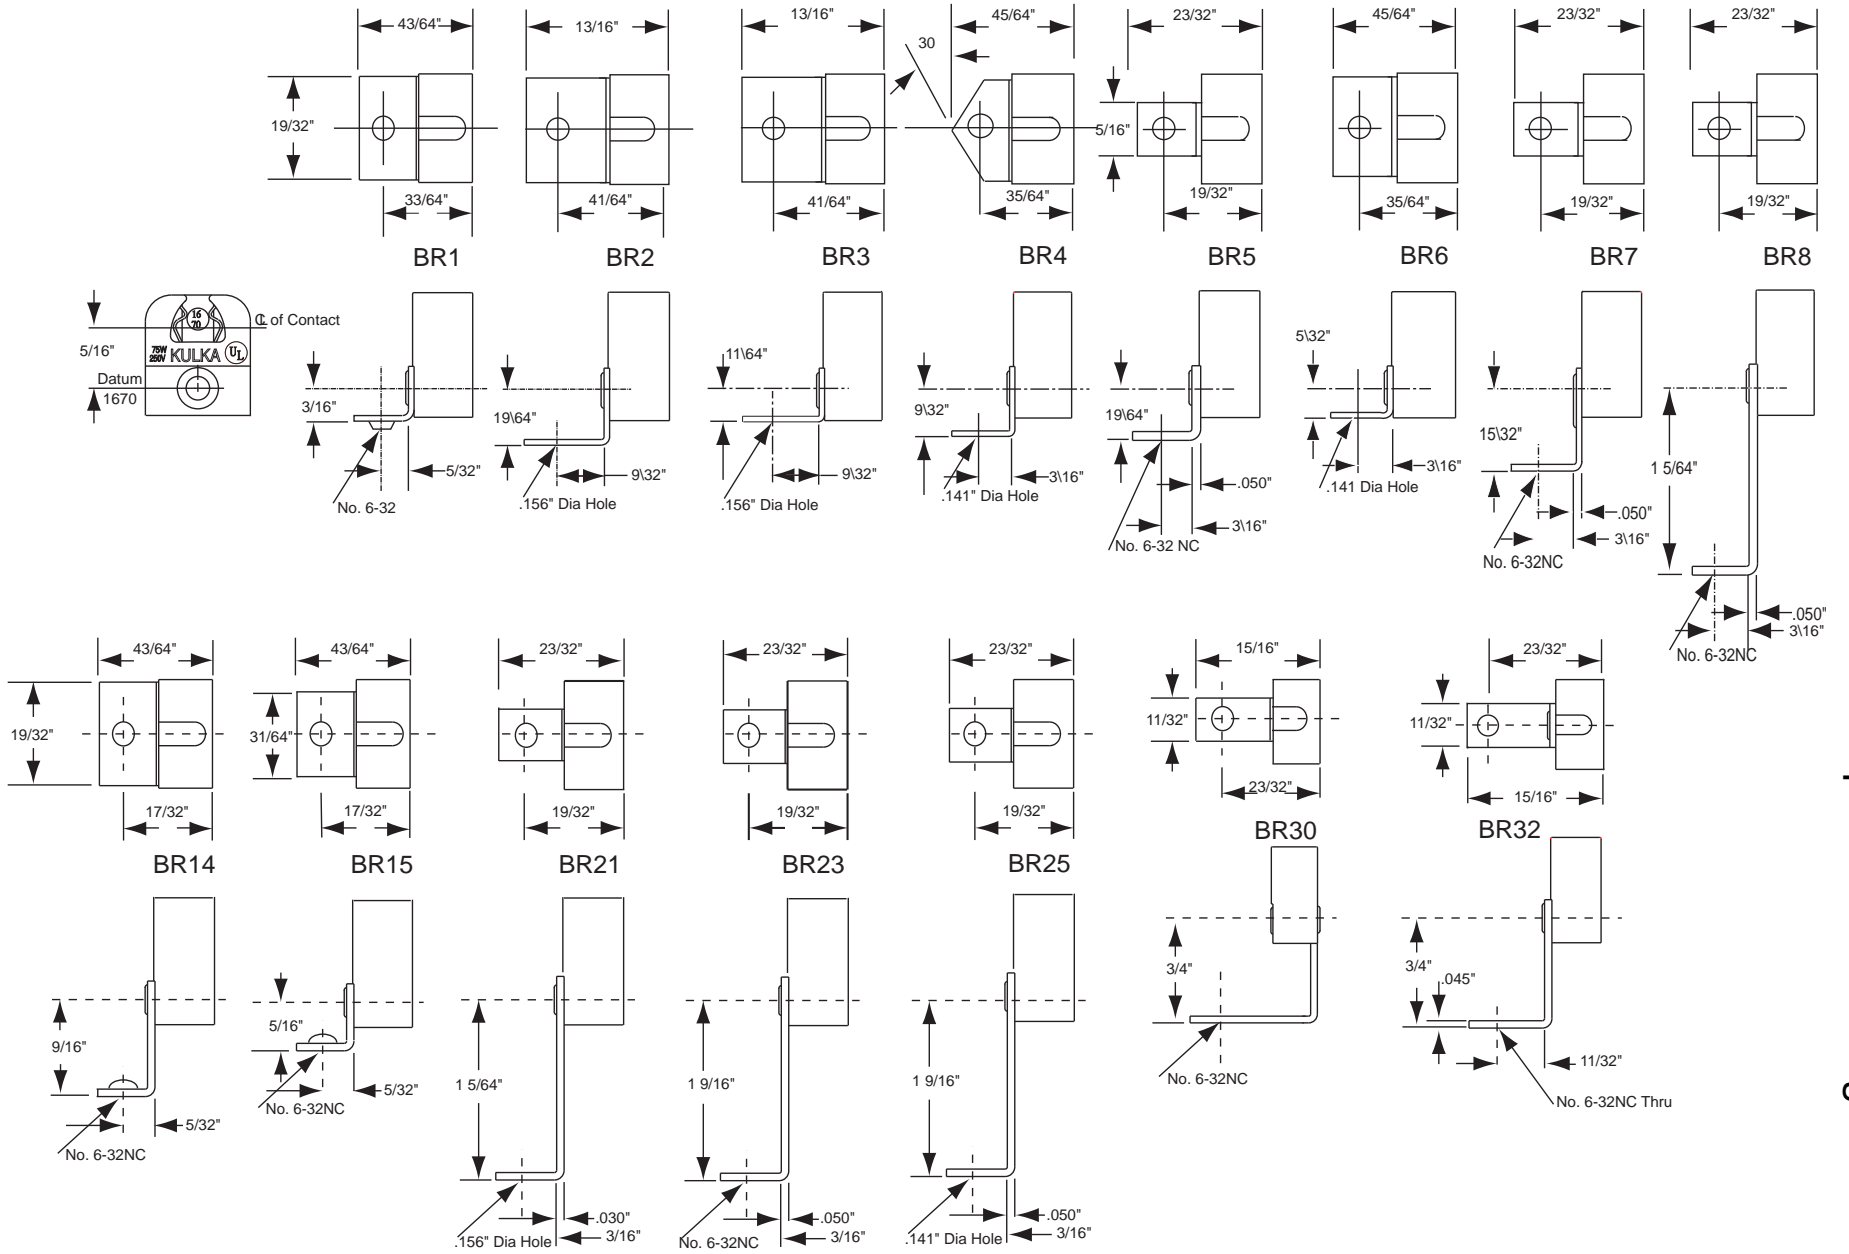 43/64"
13/16"
13/16"
45/64"
23/32"
45/64"
23/32"
23/32"
30
19/32"
5/16"
33/64"
41/64"
41/64"
35/64"
19/32"
35/64"
19/32"
19/32"
BR1
BR2
BR3
BR4
BR5
BR6
BR7
BR8
16
70
℄ of Contact
5/16"
75W
250V
KULKA
UL
Datum
1670
3/16"
5/32"
No. 6-32
19\64"
9\32"
.156" Dia Hole
11\64"
9\32"
.156" Dia Hole
9\32"
3\16"
.141" Dia Hole
19\64"
.050"
3\16"
No. 6-32 NC
5\32"
3\16"
.141 Dia Hole
15\32"
.050"
3\16"
No. 6-32NC
1 5/64"
.050"
3\16"
No. 6-32NC
43/64"
43/64"
23/32"
23/32"
23/32"
15/16"
23/32"
19/32"
31/64"
11/32"
11/32"
17/32"
17/32"
19/32"
19/32"
19/32"
23/32"
15/16"
BR14
BR15
BR21
BR23
BR25
BR30
BR32
9/16"
5/32"
No. 6-32NC
5/16"
5/32"
No. 6-32NC
1 5/64"
.030"
3/16"
.156" Dia Hole
1 9/16"
.050"
3/16"
No. 6-32NC
1 9/16"
.050"
3/16"
.141" Dia Hole
3/4"
No. 6-32NC
3/4"
.045"
11/32"
No. 6-32NC Thru